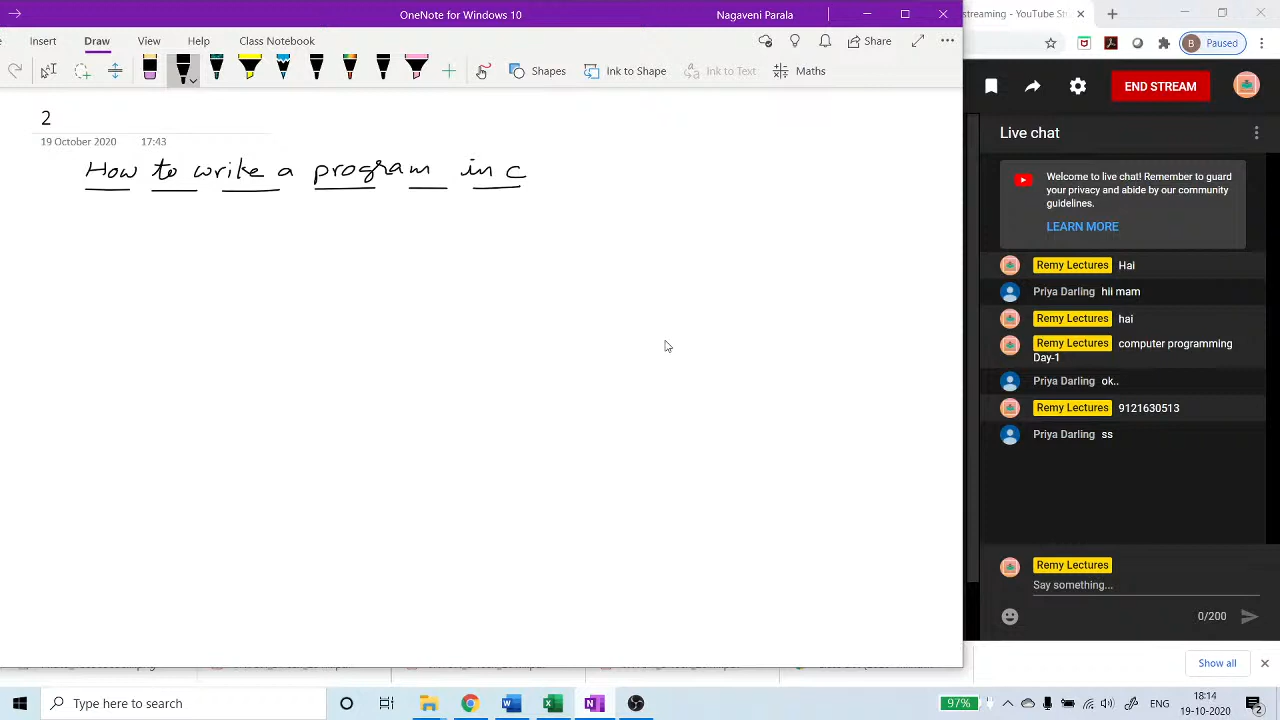 OneNote for Windows 10
Nagaveni Parala
streaming - YouTube St
Insert Draw View Help Class Notebook
Share
Shapes Ink to Shape Ink to Text Maths
B Paused
END STREAM
2
19 October 2020 17:43
How to write a program in c
Live chat
Welcome to live chat! Remember to guard
your privacy and abide by our community
guidelines.
LEARN MORE
Remy Lectures Hai
Priya Darling hii mam
Remy Lectures hai
Remy Lectures computer programming
Day-1
Priya Darling ok..
Remy Lectures 9121630513
Priya Darling ss
Remy Lectures
Say something...
0/200
Show all
Type here to search
97%
ENG
18:14
19-10-2020
2